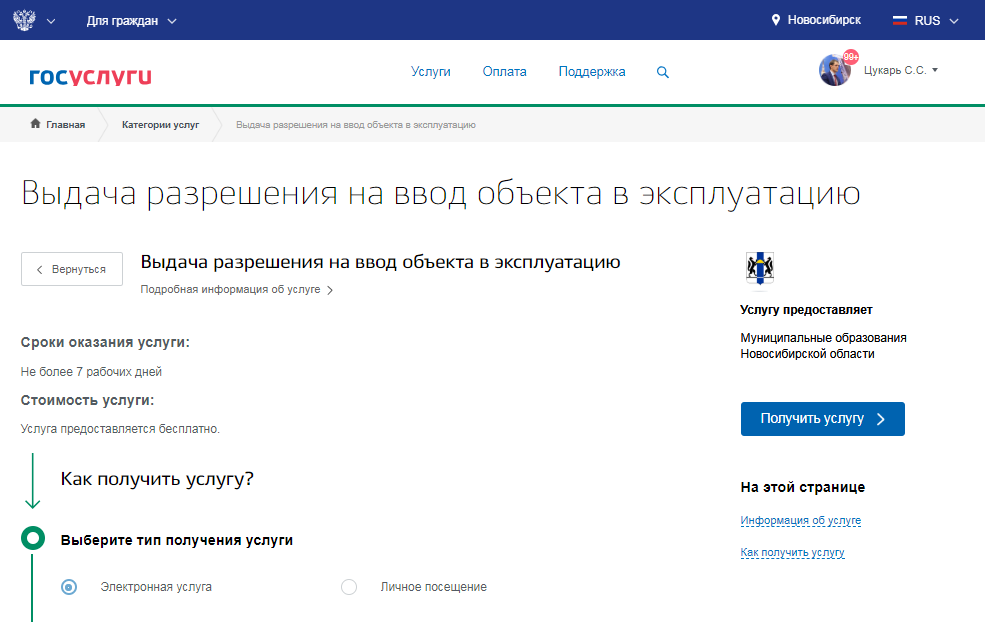 Для граждан
Новосибирск
RUS
госуслуги
Услуги
Оплата
Поддержка
99+
Цукарь С.С.
Главная
Категории услуг
Выдача разрешения на ввод объекта в эксплуатацию
Выдача разрешения на ввод объекта в эксплуатацию
Вернуться
Выдача разрешения на ввод объекта в эксплуатацию
Подробная информация об услуге
Сроки оказания услуги:
Не более 7 рабочих дней
Стоимость услуги:
Услуга предоставляется бесплатно.
Как получить услугу?
Выберите тип получения услуги
Электронная услуга
Личное посещение
Услугу предоставляет
Муниципальные образования
Новосибирской области
Получить услугу
На этой странице
Информация об услуге
Как получить услугу